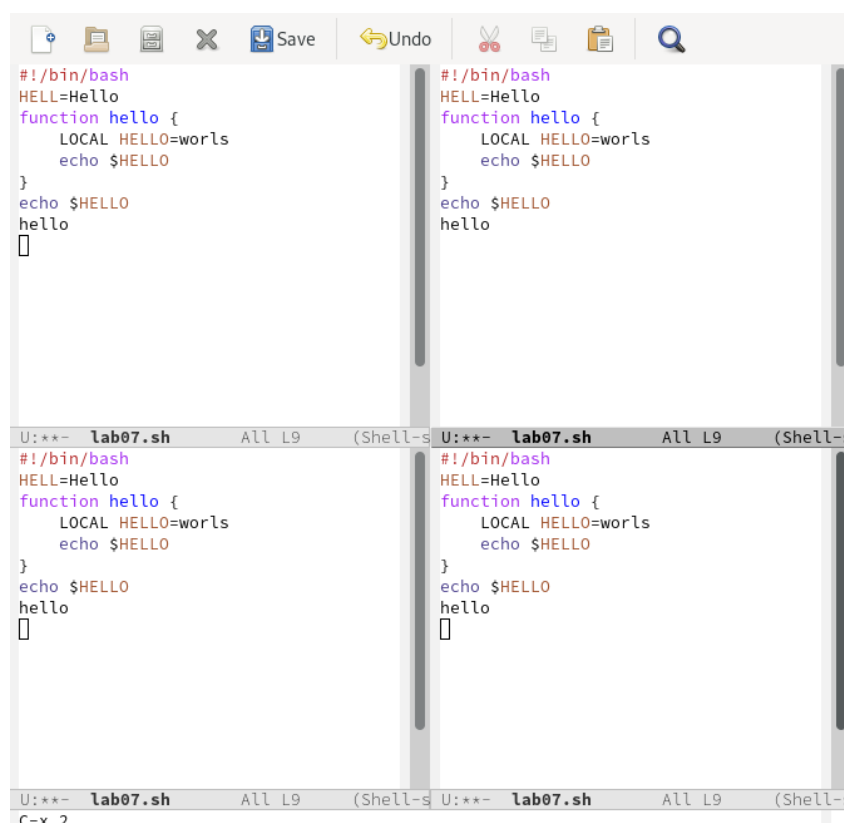 Save Undo
#!/bin/bash
HELL=Hello
function hello {
    LOCAL HELLO=worls
    echo $HELLO
}
echo $HELLO
hello
U:**-  lab07.sh       All L9     (Shell-s
#!/bin/bash
HELL=Hello
function hello {
    LOCAL HELLO=worls
    echo $HELLO
}
echo $HELLO
hello
U:**-  lab07.sh       All L9     (Shell-
#!/bin/bash
HELL=Hello
function hello {
    LOCAL HELLO=worls
    echo $HELLO
}
echo $HELLO
hello
U:**-  lab07.sh       All L9     (Shell-s
#!/bin/bash
HELL=Hello
function hello {
    LOCAL HELLO=worls
    echo $HELLO
}
echo $HELLO
hello
U:**-  lab07.sh       All L9     (Shell-
C-x 2